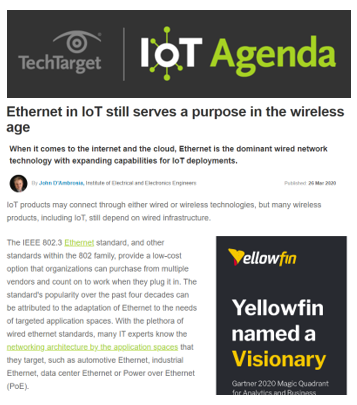 TechTarget
IoT Agenda
Ethernet in IoT still serves a purpose in the wireless
age
When it comes to the internet and the cloud, Ethernet is the dominant wired network
technology with expanding capabilities for IoT deployments.
By John D'Ambrosia, Institute of Electrical and Electronics Engineers
Published: 26 Mar 2020
IoT products may connect through either wired or wireless technologies, but many wireless
products, including IoT, still depend on wired infrastructure.
The IEEE 802.3 Ethernet standard, and other
standards within the 802 family, provide a low-cost
option that organizations can purchase from multiple
vendors and count on to work when they plug it in. The
standard's popularity over the past four decades can
be attributed to the adaptation of Ethernet to the needs
of targeted application spaces. With the plethora of
wired ethernet standards, many IT experts know the
networking architecture by the application spaces that
they target, such as automotive Ethernet, industrial
Ethernet, data center Ethernet or Power over Ethernet
(PoE).
Yellowfin
Yellowfin
named a
Visionary
Gartner 2020 Magic Quadrant
for Analytics and Business